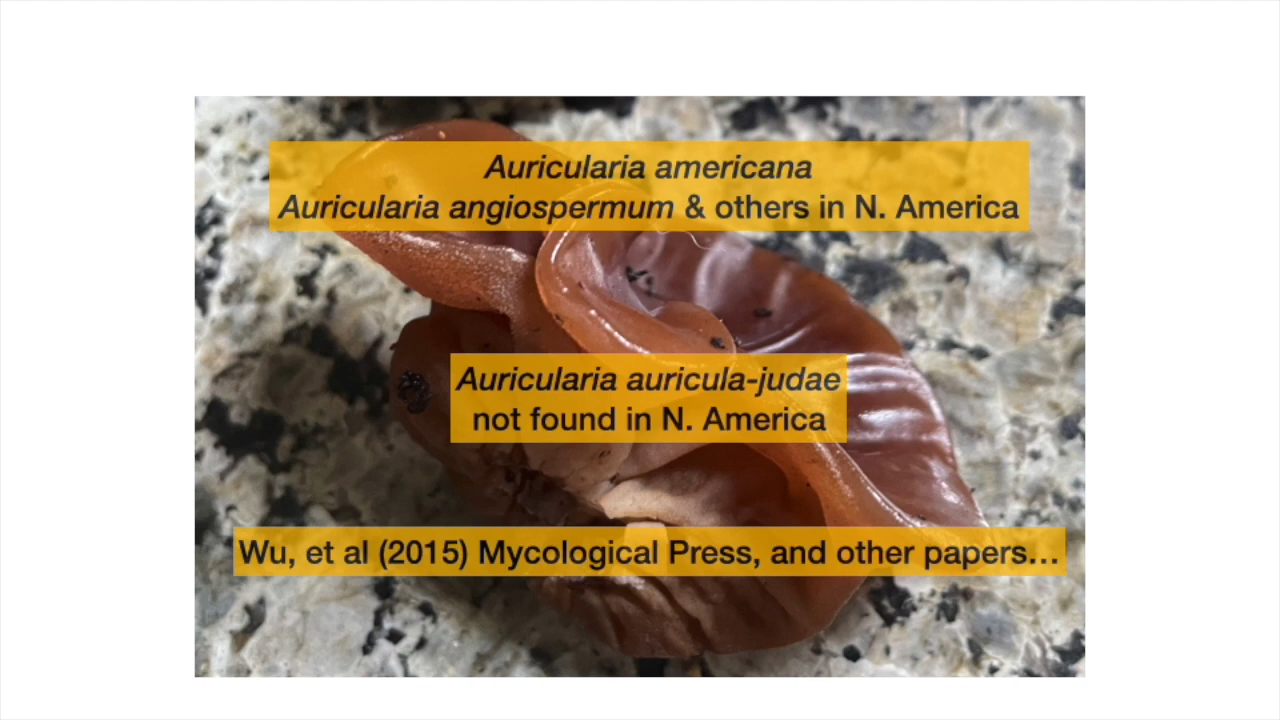 Auricularia americana
Auricularia angiospermum & others in N. America
Auricularia auricula-judae
not found in N. America
Wu, et al (2015) Mycological Press, and other papers…